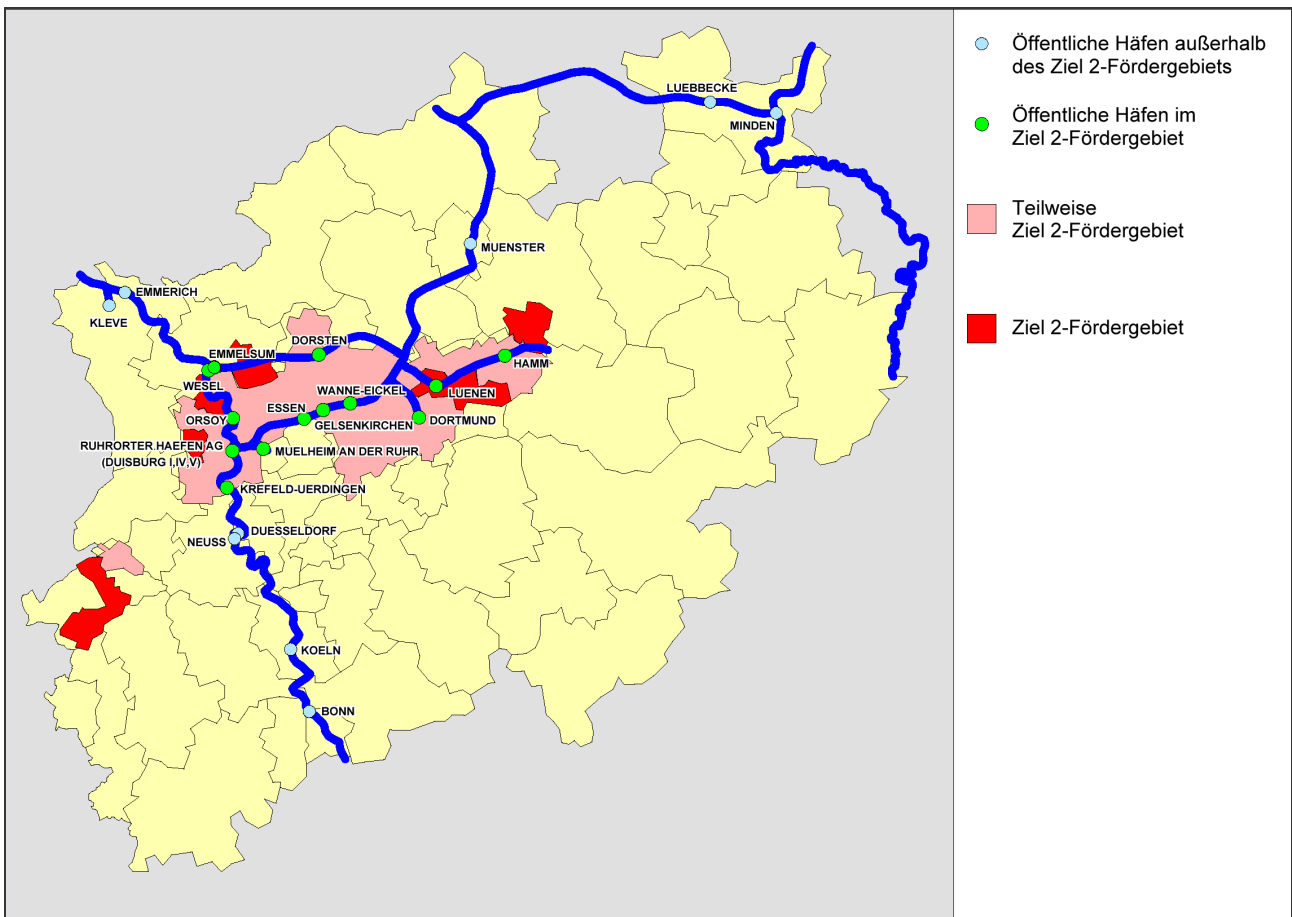 LUEBBECKE
MINDEN
MUENSTER
EMMERICH
KLEVE
DORSTEN
EMMELSUM
HAMM
WESEL
WANNE-EICKEL
LUENEN
ESSEN
ORSOY
GELSENKIRCHEN
DORTMUND
RUHRORTER HAEFEN AG
(DUISBURG I,IV,V)
MUELHEIM AN DER RUHR
KREFELD-UERDINGEN
DUESSELDORF
NEUSS
KOELN
BONN
Öffentliche Häfen außerhalb
des Ziel 2-Fördergebiets
Öffentliche Häfen im
Ziel 2-Fördergebiet
Teilweise
Ziel 2-Fördergebiet
Ziel 2-Fördergebiet